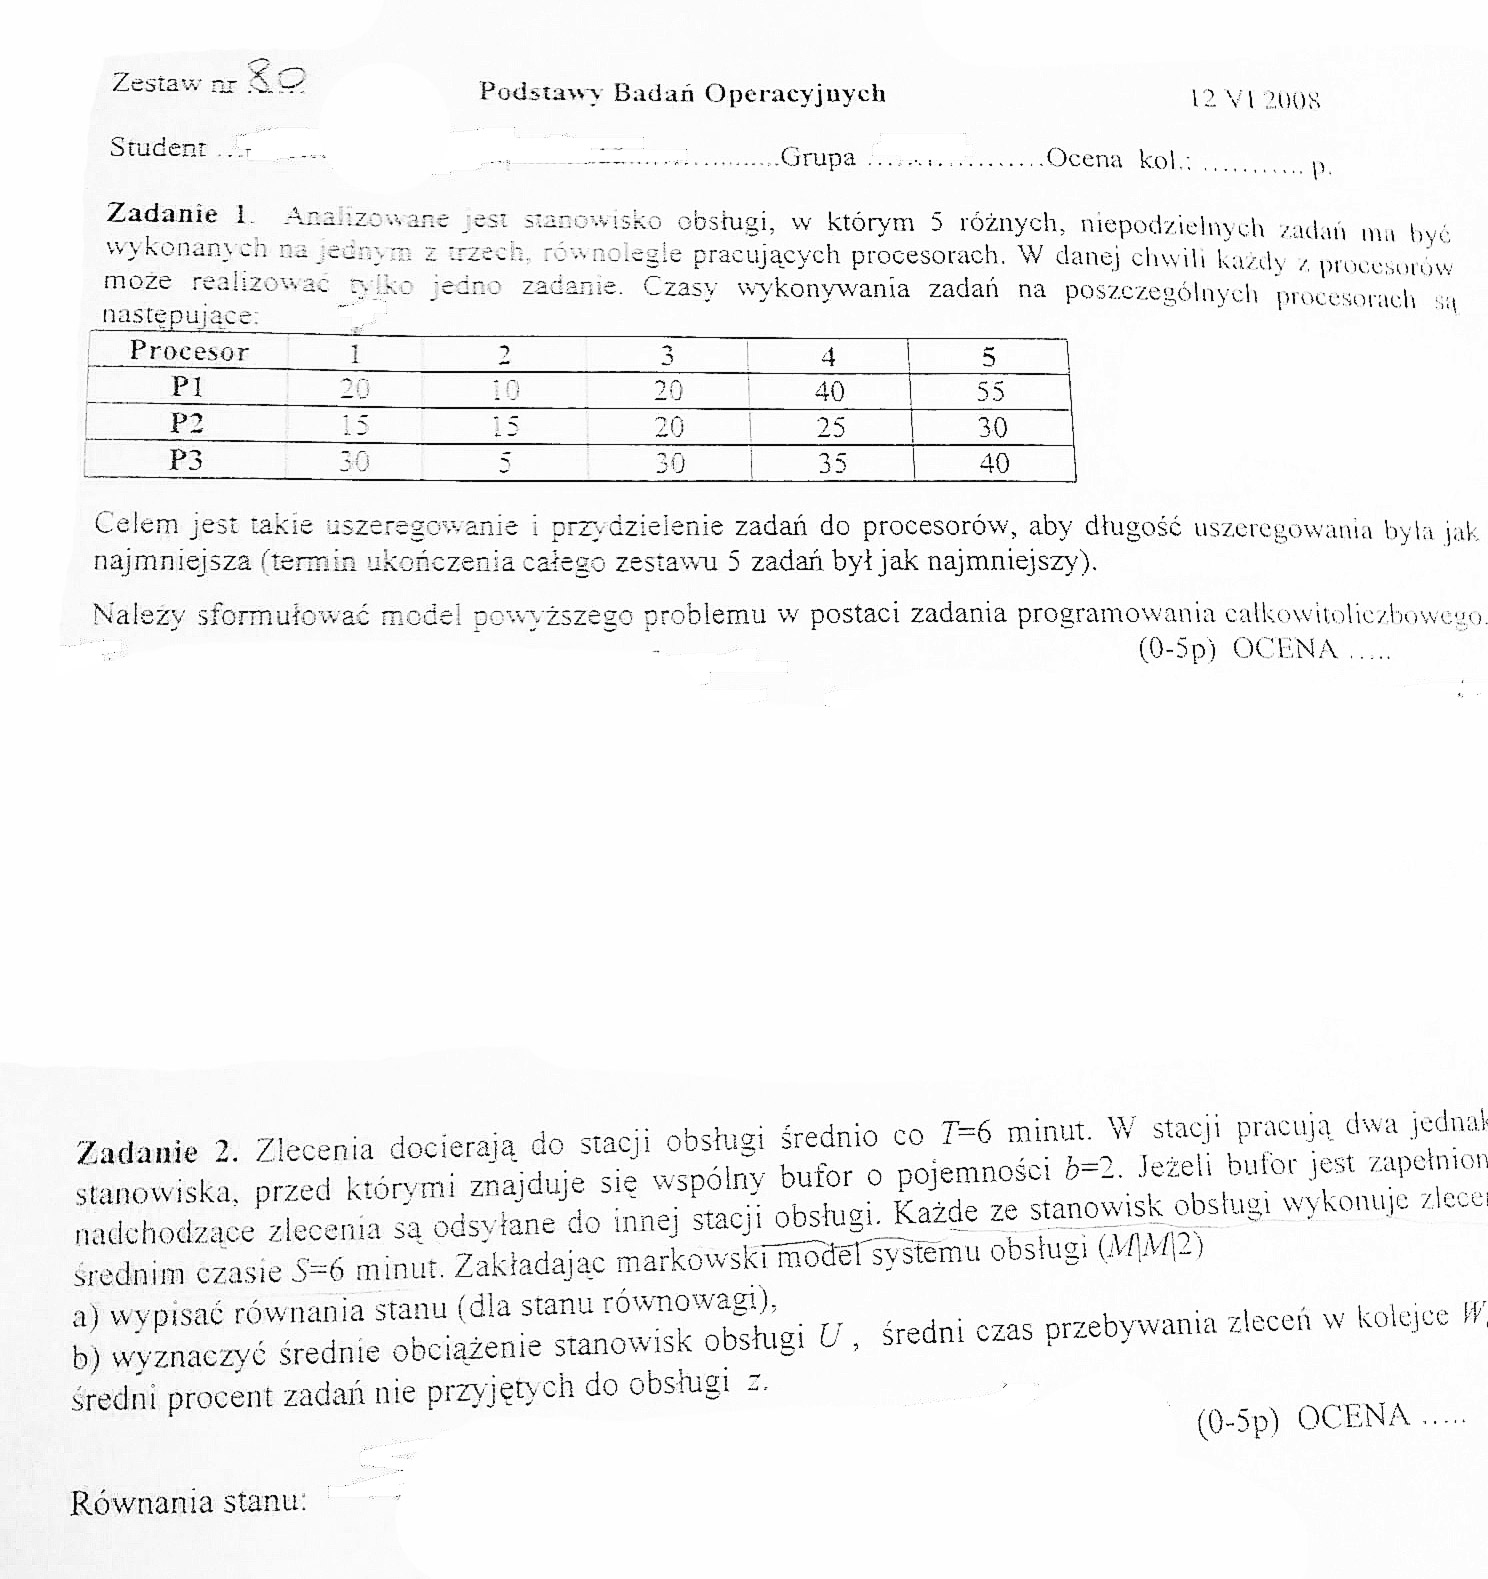 Zestaw nr 80
Podstawy Badań Operacyjnych
12 VI 2008
Student ..... Grupa ..................Ocena kol.: ............ p.
Zadanie 1. Analizowane jest stanowisko obsługi, w którym 5 różnych, niepodzielnych zadań ma być
wykonanych na jednym z trzech, równolegle pracujących procesorach. W danej chwili każdy z procesorów
może realizować tylko jedno zadanie. Czasy wykonywania zadań na poszczególnych procesorach są
następujące:
Procesor 1 2 3 4 5
P1 20 10 20 40 55
P2 15 15 20 25 30
P3 30 5 30 35 40
Celem jest takie uszeregowanie i przydzielenie zadań do procesorów, aby długość uszeregowania była jak
najmniejsza (termin ukończenia całego zestawu 5 zadań był jak najmniejszy).
Należy sformułować model powyższego problemu w postaci zadania programowania całkowitoliczbowego.
(0-5p) OCENA .....
Zadanie 2. Zlecenia docierają do stacji obsługi średnio co T=6 minut. W stacji pracują dwa jednak
stanowiska, przed którymi znajduje się wspólny bufor o pojemności b=2. Jeżeli bufor jest zapełnion
nadchodzące zlecenia są odsyłane do innej stacji obsługi. Każde ze stanowisk obsługi wykonuje zlece
średnim czasie S=6 minut. Zakładając markowski model systemu obsługi (M|M|2)
a) wypisać równania stanu (dla stanu równowagi),
b) wyznaczyć średnie obciążenie stanowisk obsługi U , średni czas przebywania zleceń w kolejce W,
średni procent zadań nie przyjętych do obsługi z.
(0-5p) OCENA .....
Równania stanu: